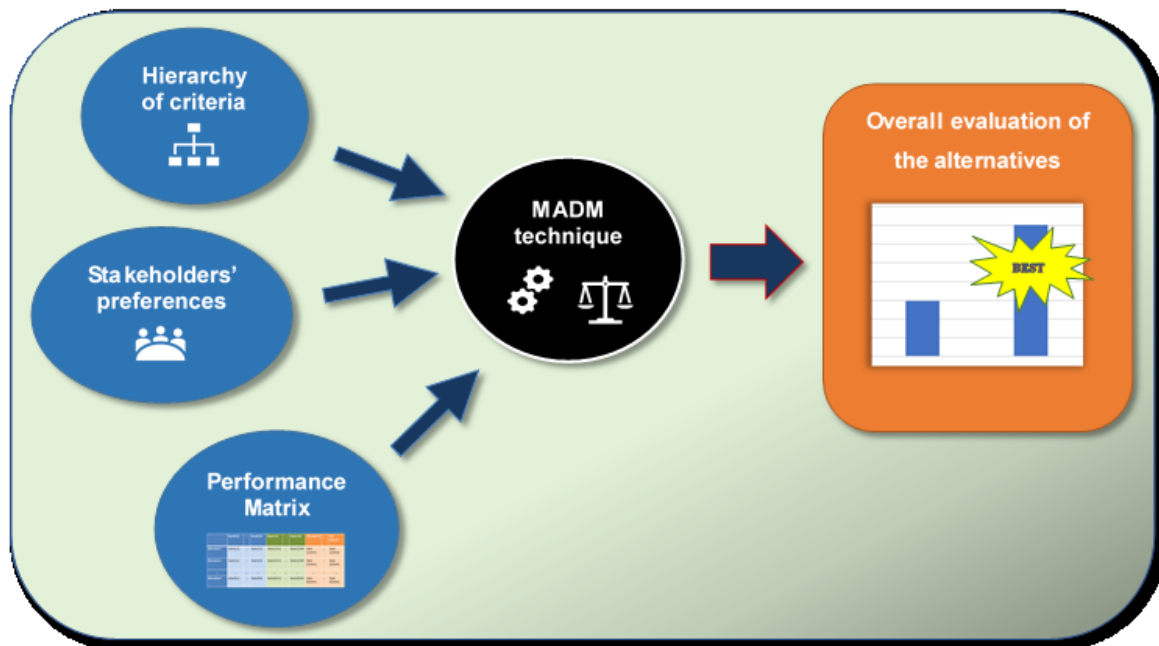 Hierarchy
of criteria
Stakeholders'
preferences
Performance
Matrix
MADM
technique
Overall evaluation of
the alternatives
BEST